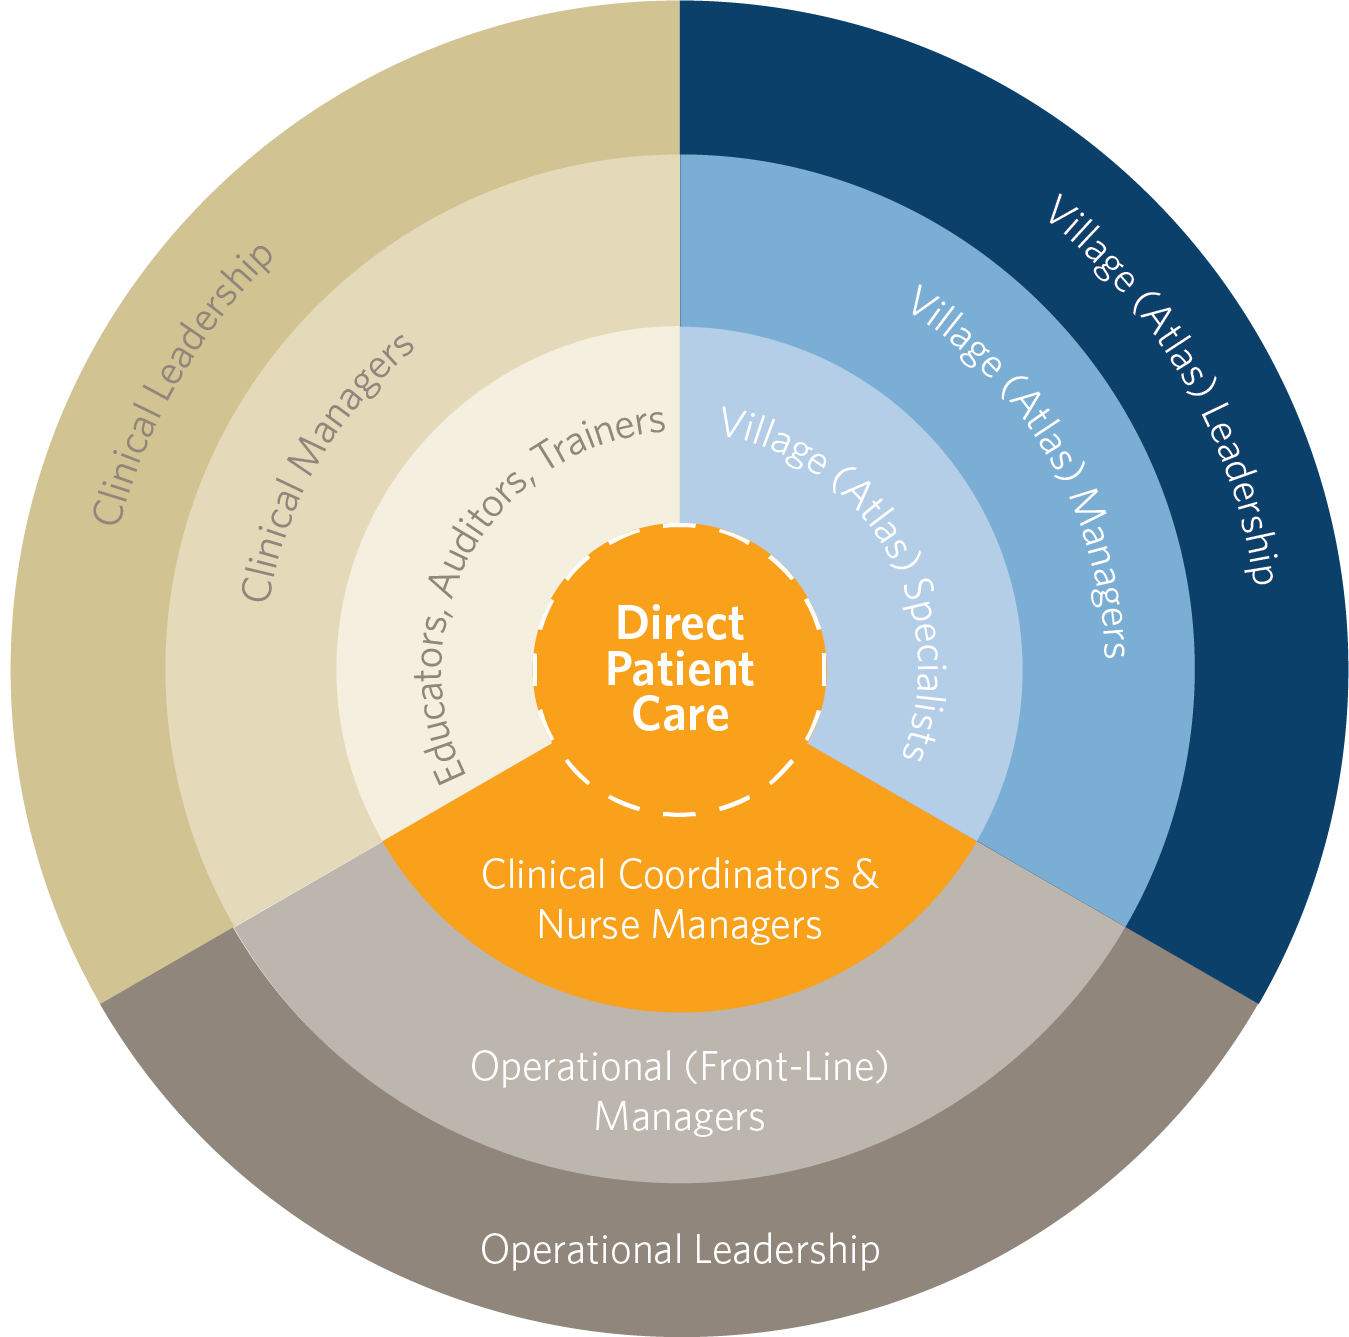 Clinical Leadership
Clinical Managers
Educators, Auditors, Trainers
Village (Atlas) Leadership
Village (Atlas) Managers
Village (Atlas) Specialists
Direct
Patient
Care
Clinical Coordinators &
Nurse Managers
Operational (Front-Line)
Managers
Operational Leadership